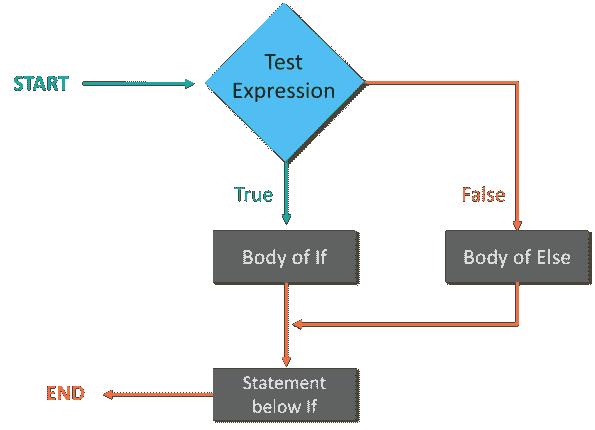 START
Test
Expression
True
False
Body of If
Body of Else
Statement
below If
END